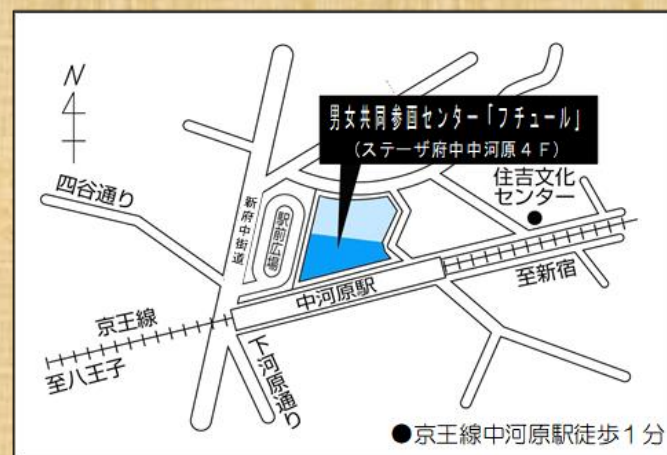 N
男女共同参画センター「フチュール」
(ステーザ府中中河原4F)
四谷通り
新府中街道
駅前広場
住吉文化
センター
中河原駅
至新宿
京王線
至八王子
下河原通り
●京王線中河原駅徒歩1分